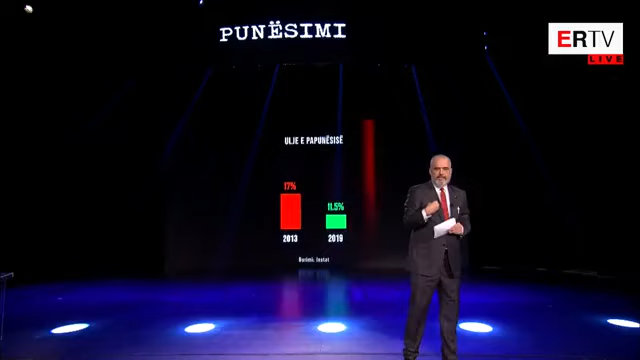 PUNËSIMI
ERTV
LIVE
ULJE E PAPUNËSISË
17%
11.5%
2013 2019
Burimi: Instat